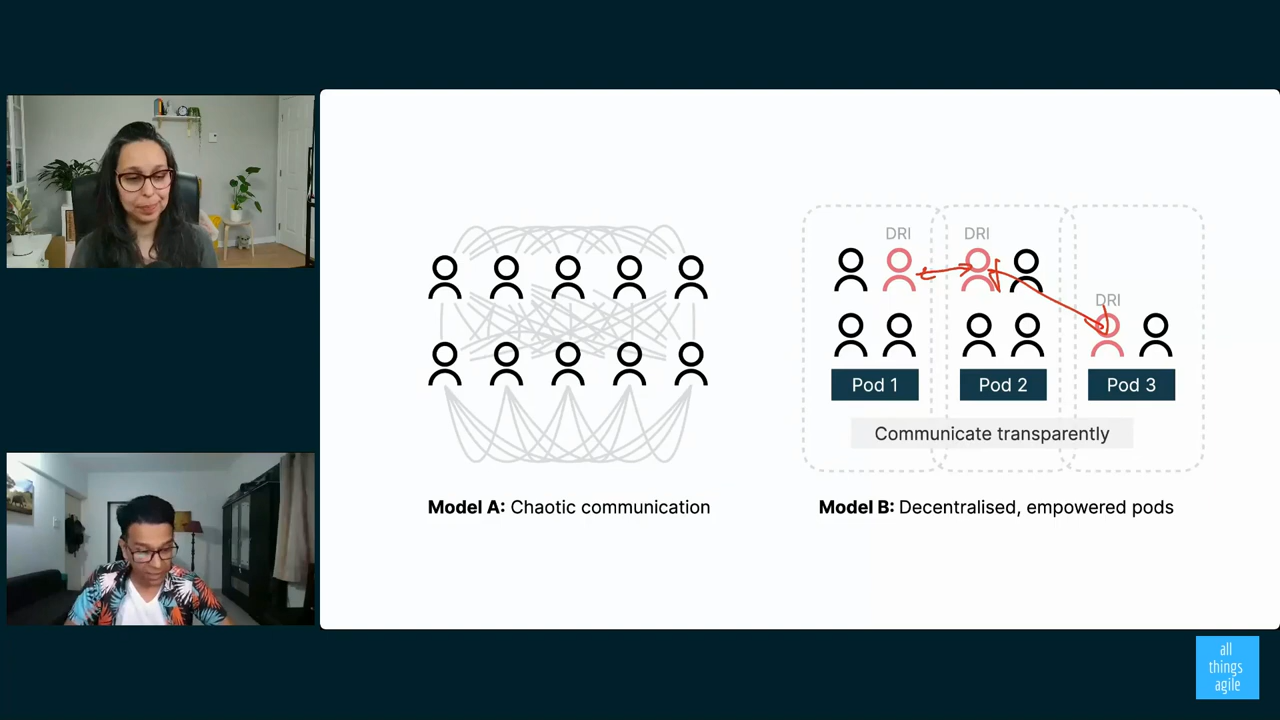 DRI
DRI
DRI
Pod 1
Pod 2
Pod 3
Communicate transparently
Model A: Chaotic communication
Model B: Decentralised, empowered pods
all
things
agile